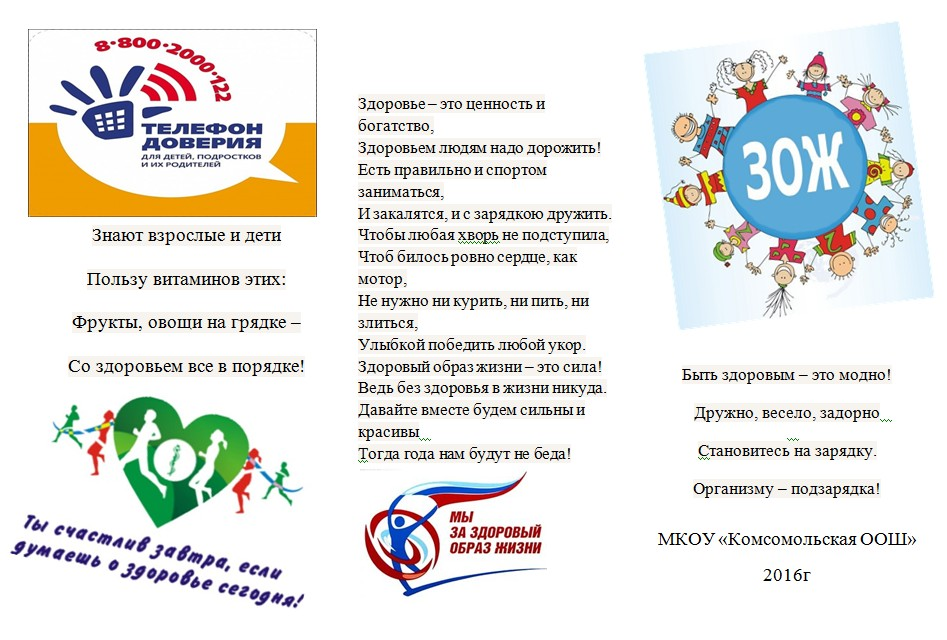 8-800-2000-122
ТЕЛЕФОН
ДОВЕРИЯ
ДЛЯ ДЕТЕЙ, ПОДРОСТКОВ
И ИХ РОДИТЕЛЕЙ
Знают взрослые и дети
Пользу витаминов этих:
Фрукты, овощи на грядке –
Со здоровьем все в порядке!
Ты счастлив завтра, если
думаешь о здоровье сегодня!
Здоровье – это ценность и
богатство,
Здоровьем людям надо дорожить!
Есть правильно и спортом
заниматься,
И закалятся, и с зарядкою дружить.
Чтобы любая хворь не подступила,
Чтоб билось ровно сердце, как
мотор,
Не нужно ни курить, ни пить, ни
злиться,
Улыбкой победить любой укор.
Здоровый образ жизни – это сила!
Ведь без здоровья в жизни никуда.
Давайте вместе будем сильны и
красивы
Тогда года нам будут не беда!
МЫ
ЗА ЗДОРОВЫЙ
ОБРАЗ ЖИЗНИ
ЗОЖ
Быть здоровым – это модно!
Дружно, весело, задорно
Становитесь на зарядку.
Организму – подзарядка!
МКОУ «Комсомольская ООШ»
2016г